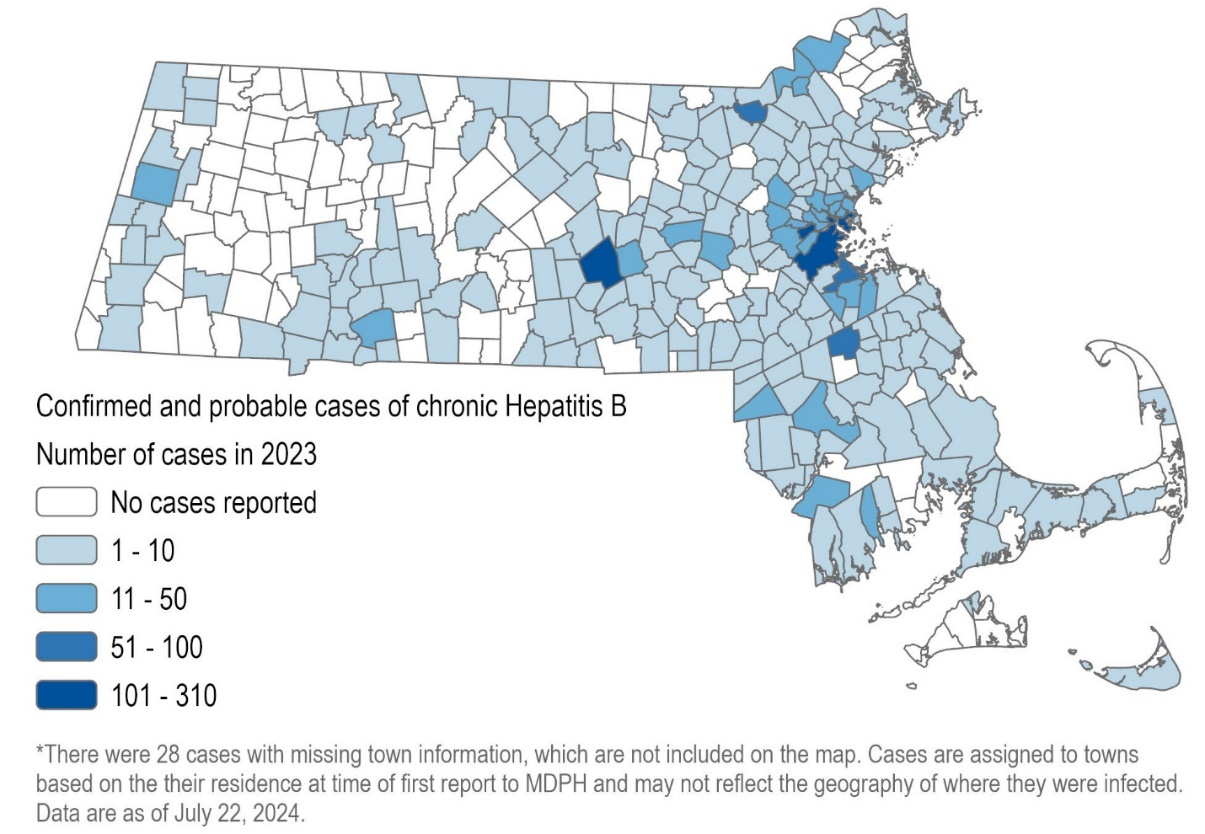 Confirmed and probable cases of chronic Hepatitis B
Number of cases in 2023
No cases reported
1 - 10
11 - 50
51 - 100
101 - 310
*There were 28 cases with missing town information, which are not included on the map. Cases are assigned to towns
based on the their residence at time of first report to MDPH and may not reflect the geography of where they were infected.
Data are as of July 22, 2024.